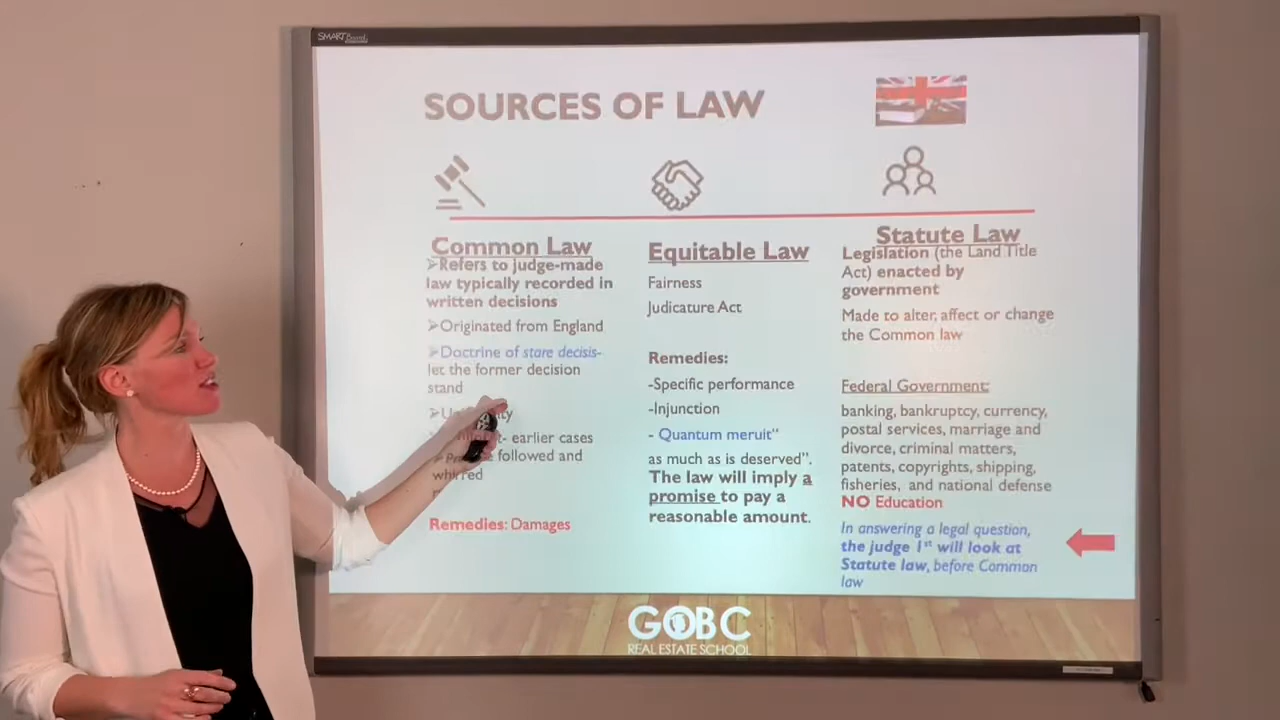 SMART Board
SOURCES OF LAW
Common Law
➢Refers to judge-made
law typically recorded in
written decisions
➢Originated from England
➢Doctrine of stare decisis-
let the former decision
stand
earlier cases
followed and
Remedies: Damages
Equitable Law
Fairness
Judicature Act
Remedies:
-Specific performance
-Injunction
- Quantum meruit"
as much as is deserved".
The law will imply a
promise to pay a
reasonable amount.
Statute Law
Legislation (the Land Title
Act) enacted by
government
Made to alter, affect or change
the Common law
Federal Government:
banking, bankruptcy, currency,
postal services, marriage and
divorce, criminal matters,
patents, copyrights, shipping,
fisheries, and national defense
NO Education
In answering a legal question,
the judge 1st will look at
Statute law, before Common
law
GOBC
REAL ESTATE SCHOOL